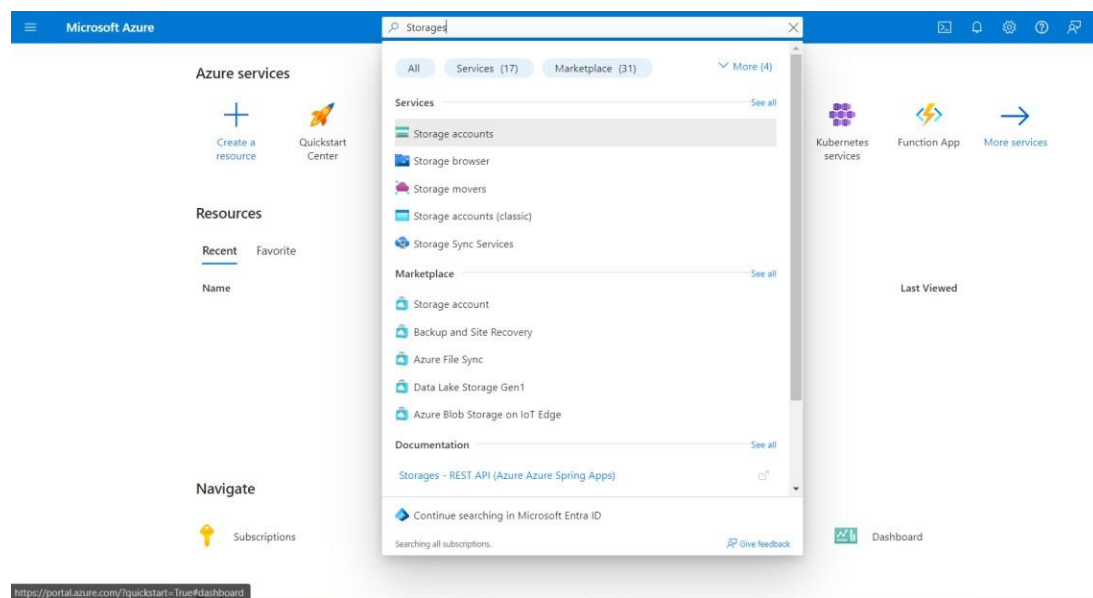 Microsoft Azure
Storages
Azure services
Create a resource
Quickstart Center
Kubernetes services
Function App
More services
All
Services (17)
Marketplace (31)
More (4)
Services
See all
Storage accounts
Storage browser
Storage movers
Storage accounts (classic)
Storage Sync Services
Marketplace
See all
Storage account
Backup and Site Recovery
Azure File Sync
Data Lake Storage Gen1
Azure Blob Storage on IoT Edge
Documentation
See all
Storages - REST API (Azure Azure Spring Apps)
Continue searching in Microsoft Entra ID
Searching all subscriptions.
Give feedback
Resources
Recent
Favorite
Name
Last Viewed
Navigate
Subscriptions
Dashboard
https://portal.azure.com/?quickstart=True#dashboard